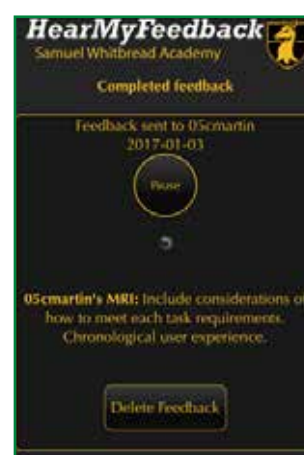 HearMyFeedback
Samuel Whitbread Academy
Completed feedback
Feedback sent to 05cmartin
2017-01-03
Pause
05cmartin's MRI: Include considerations of
how to meet each task requirements.
Chronological user experience.
Delete Feedback